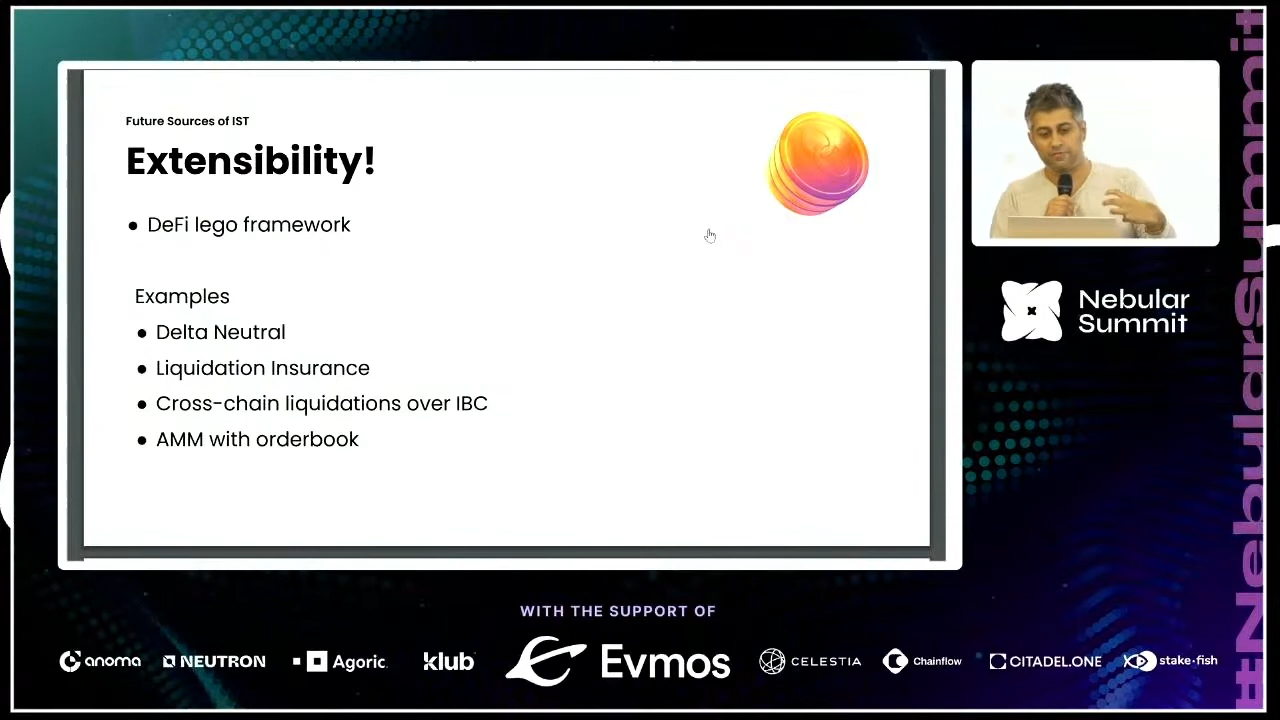 Future Sources of IST
Extensibility!
● DeFi lego framework
Examples
● Delta Neutral
● Liquidation Insurance
● Cross-chain liquidations over IBC
● AMM with orderbook
Nebular
Summit
#NebularSummit
WITH THE SUPPORT OF
anoma
NEUTRON
Agoric
klub
Evmos
CELESTIA
Chainflow
CITADEL.ONE
stake·fish